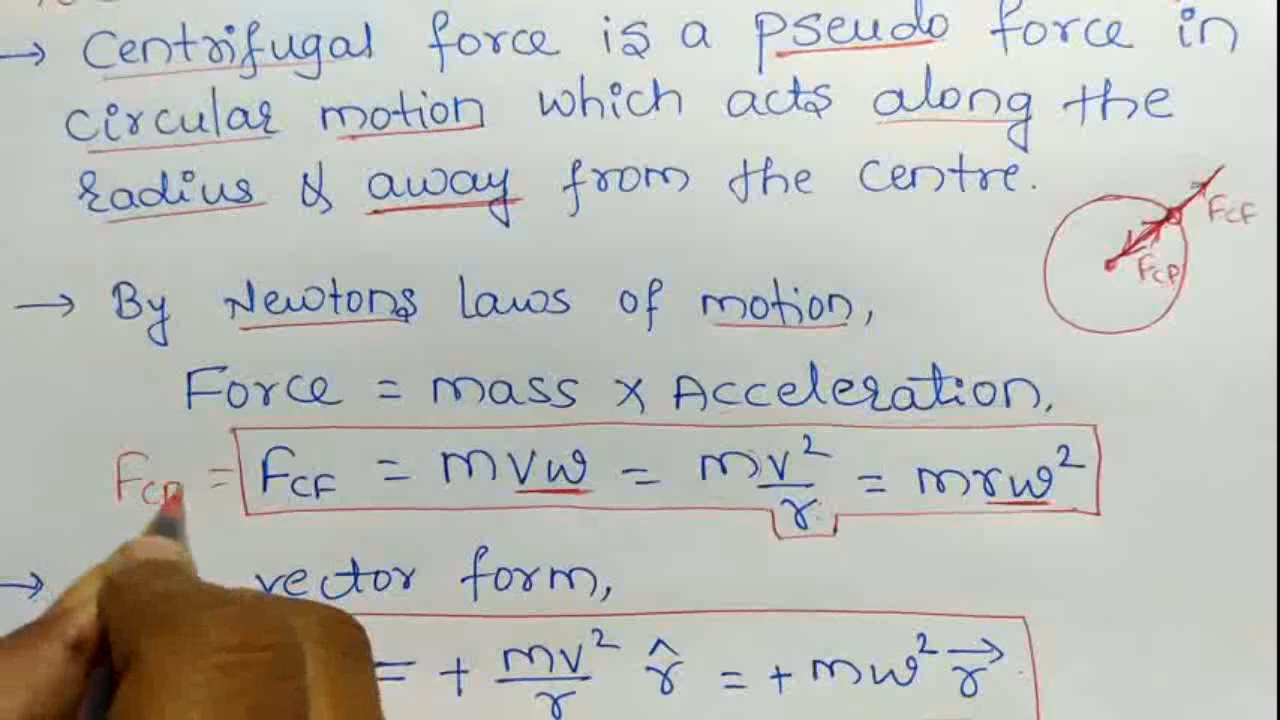 → Centrifugal force is a pseudo force in
circular motion which acts along the
radius & away from the centre.
FCF
FCP
→ By Newtons laws of motion,
Force = mass × Acceleration.
FCP = FCF = mvω = mv²/r = mrω²
→ vector form,
= + mv²/r r̂ = + mω² r⃗